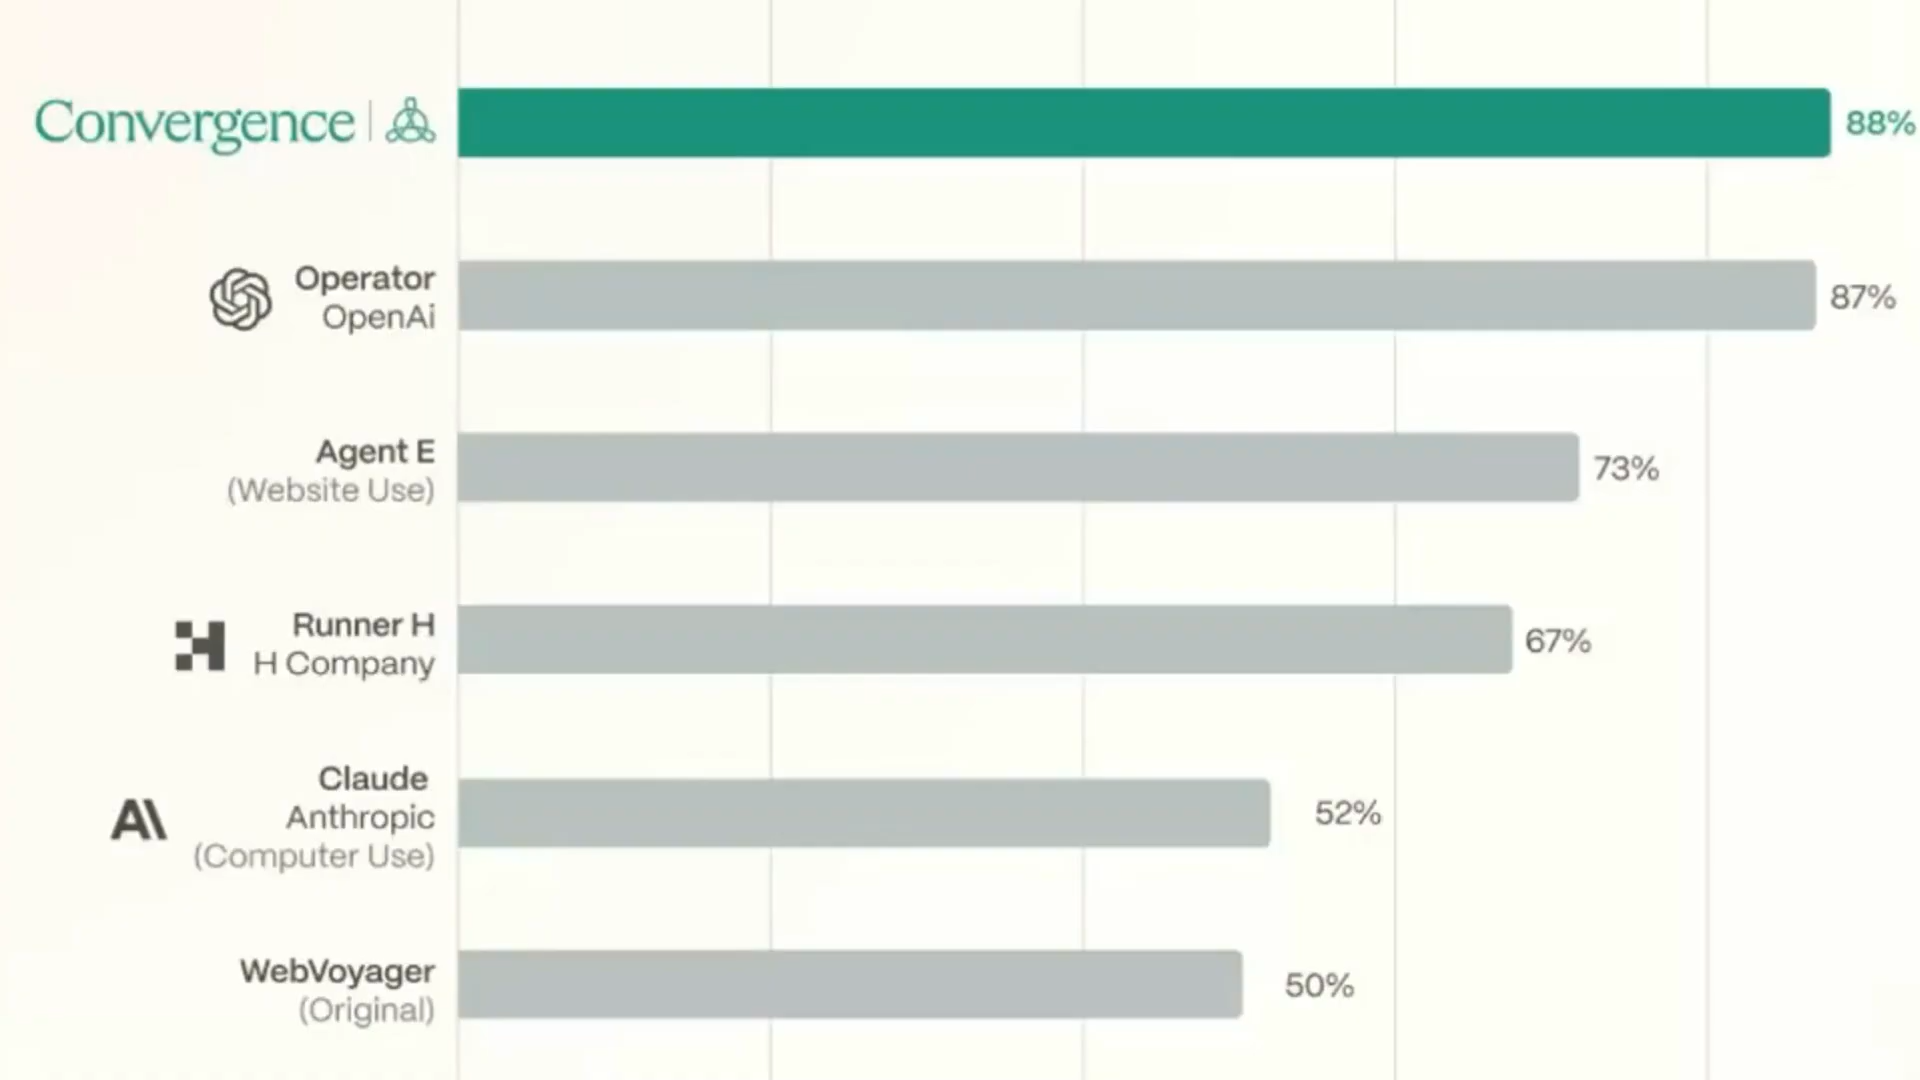 Convergence
88%
Operator
OpenAi
87%
Agent E
(Website Use)
73%
Runner H
H Company
67%
Claude
Anthropic
(Computer Use)
52%
WebVoyager
(Original)
50%